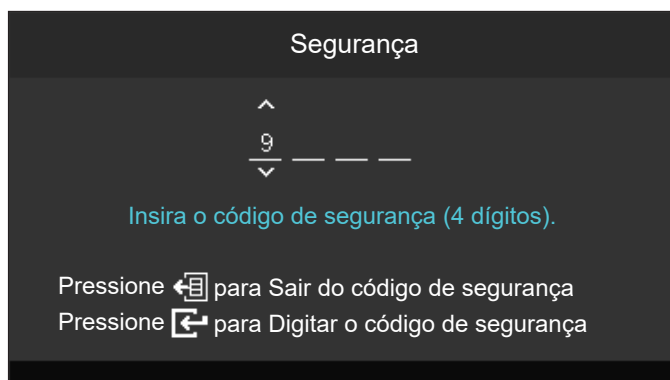 Segurança
9
Insira o código de segurança (4 dígitos).
Pressione para Sair do código de segurança
Pressione para Digitar o código de segurança